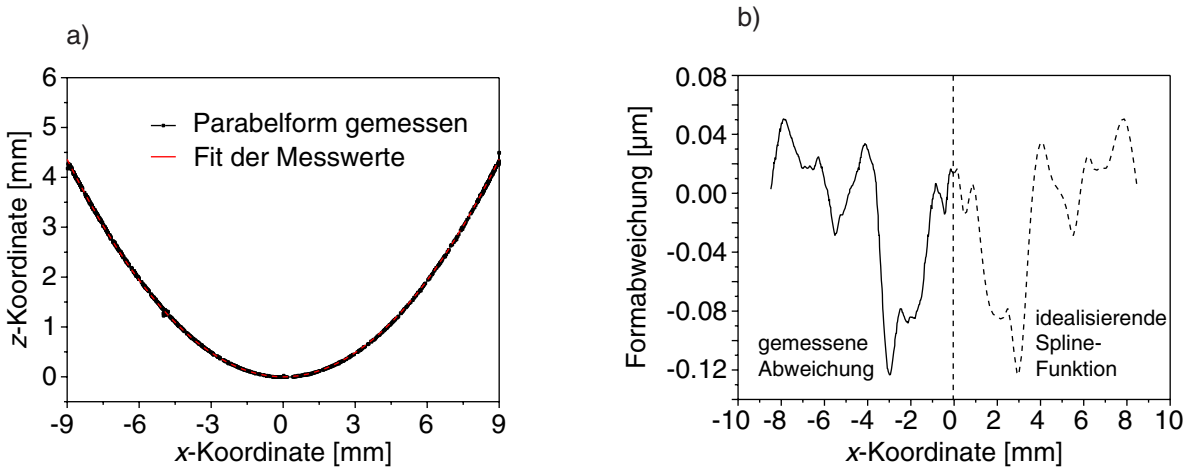 a)
z-Koordinate [mm]
6
5
4
3
2
1
0
Parabelform gemessen
Fit der Messwerte
-9 -6 -3 0 3 6 9
x-Koordinate [mm]
b)
Formabweichung [µm]
0.08
0.04
0.00
-0.04
-0.08
-0.12
gemessene
Abweichung
idealisierende
Spline-
Funktion
-10 -8 -6 -4 -2 0 2 4 6 8 10
x-Koordinate [mm]